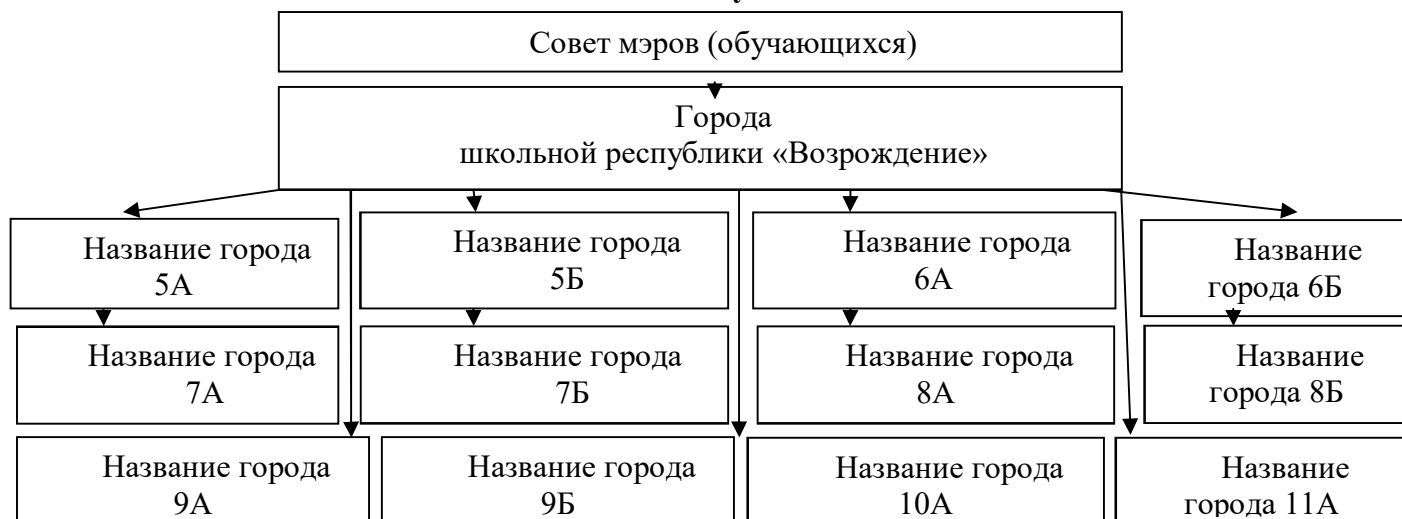 Совет мэров (обучающихся)
Города
школьной республики «Возрождение»
Название города
5А
Название города
5Б
Название города
6А
Название
города 6Б
Название города
7А
Название города
7Б
Название города
8А
Название
города 8Б
Название города
9А
Название города
9Б
Название города
10А
Название
города 11А